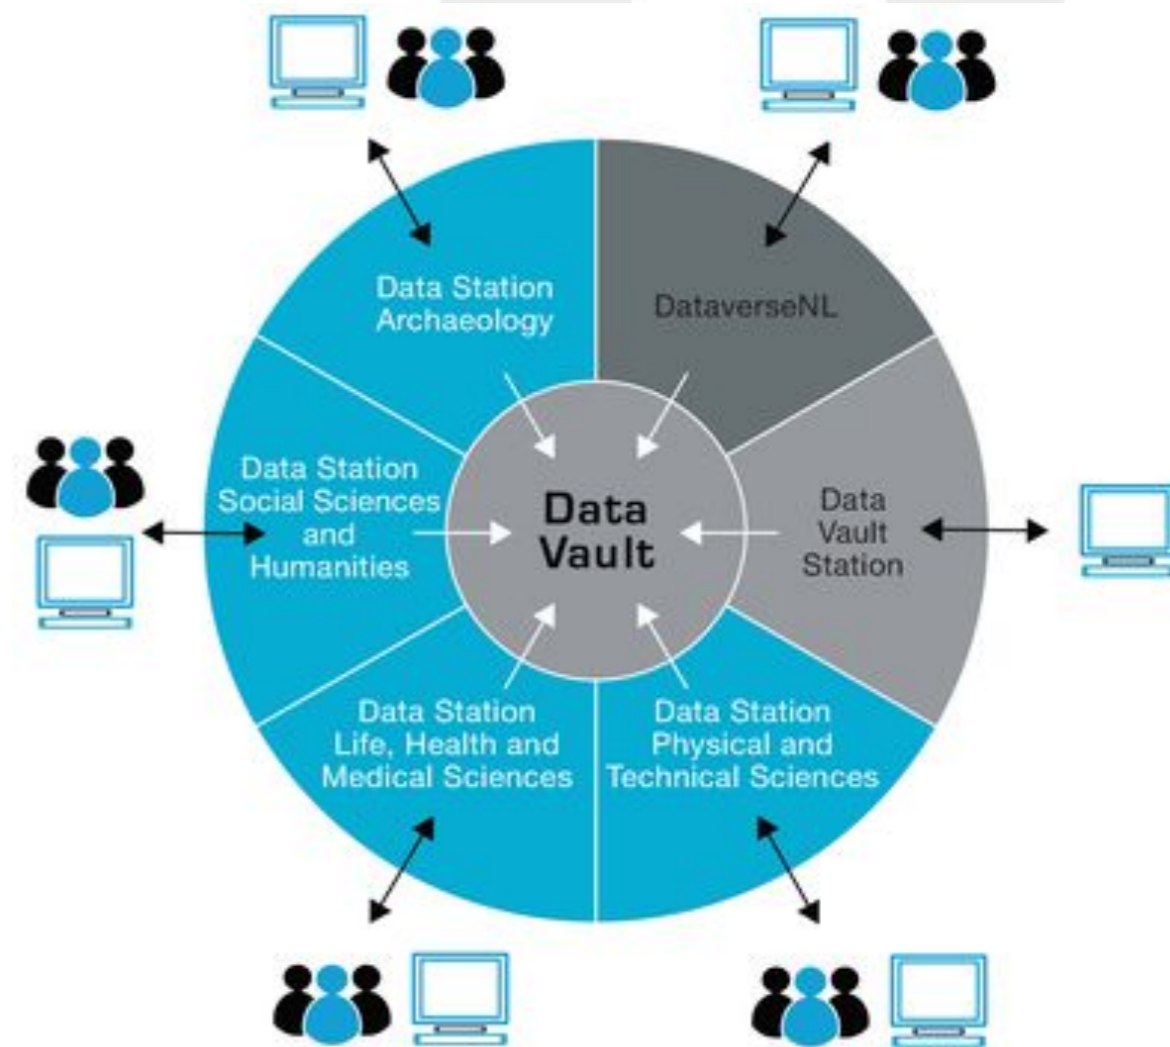 Data Station
Archaeology
DataverseNL
Data Station
Social Sciences
and
Humanities
Data
Vault
Data
Vault
Station
Data Station
Life, Health and
Medical Sciences
Data Station
Physical and
Technical Sciences